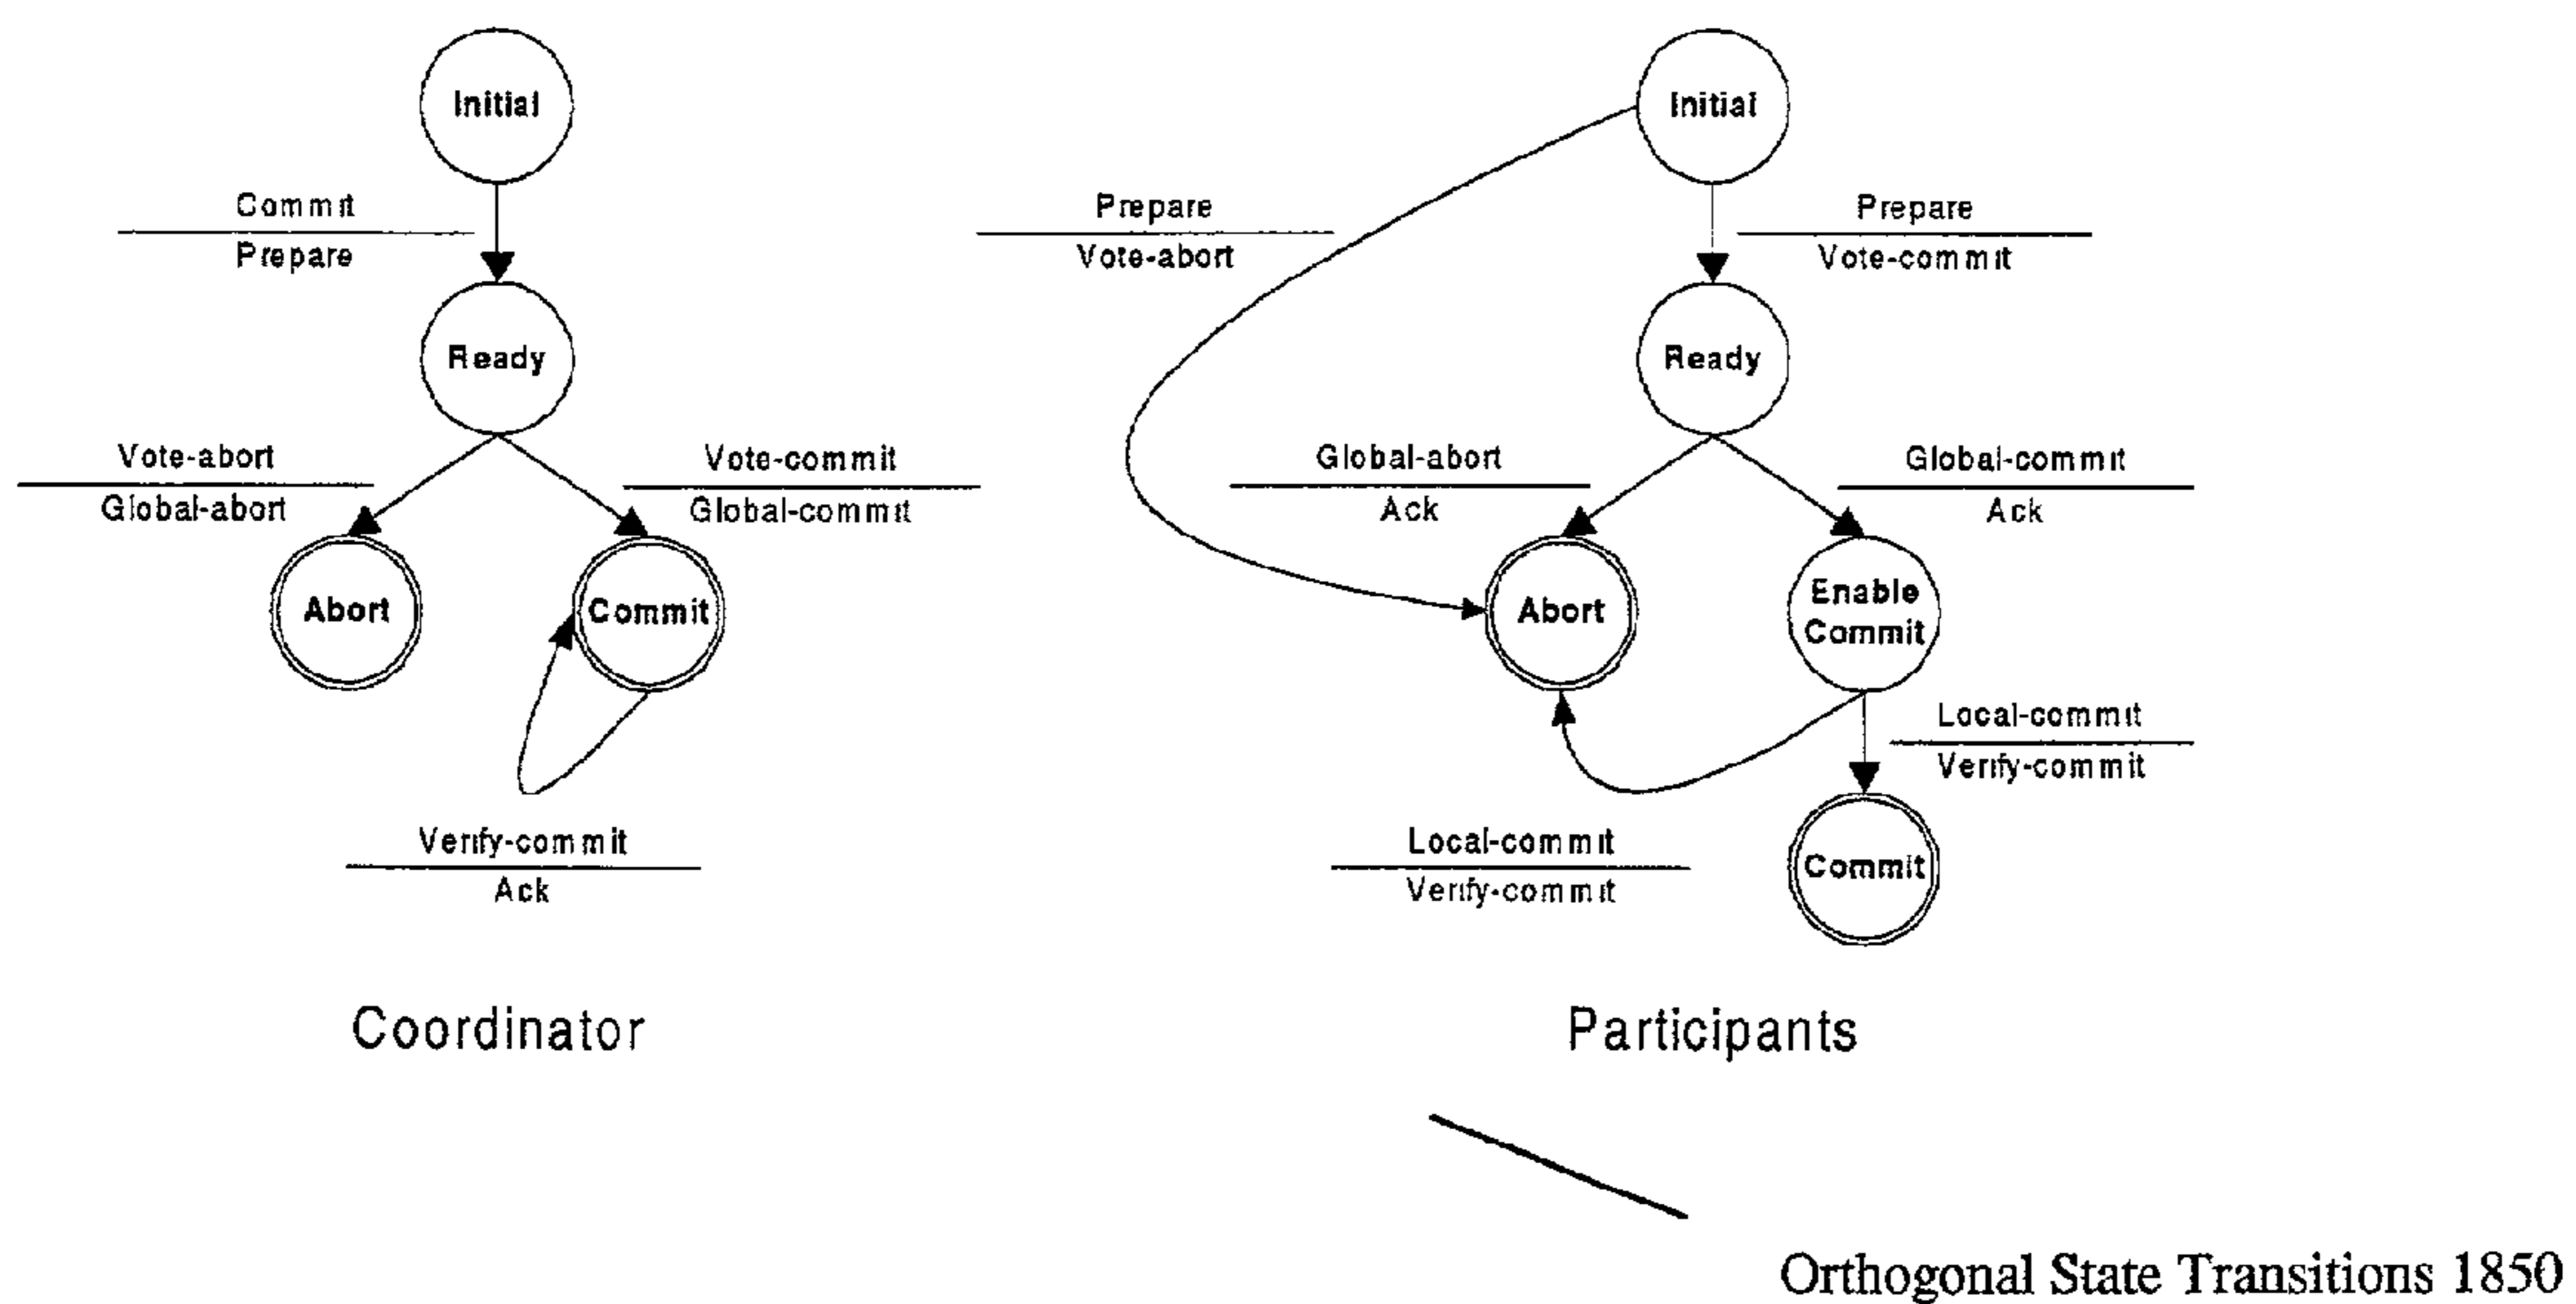 Initial
Commit
Prepare
Ready
Vote-abort
Global-abort
Vote-commit
Global-commit
Abort
Commit
Verify-commit
Ack
Coordinator
Initial
Prepare
Vote-abort
Prepare
Vote-commit
Ready
Global-abort
Ack
Global-commit
Ack
Abort
Enable
Commit
Local-commit
Verify-commit
Local-commit
Verify-commit
Commit
Participants
Orthogonal State Transitions 1850